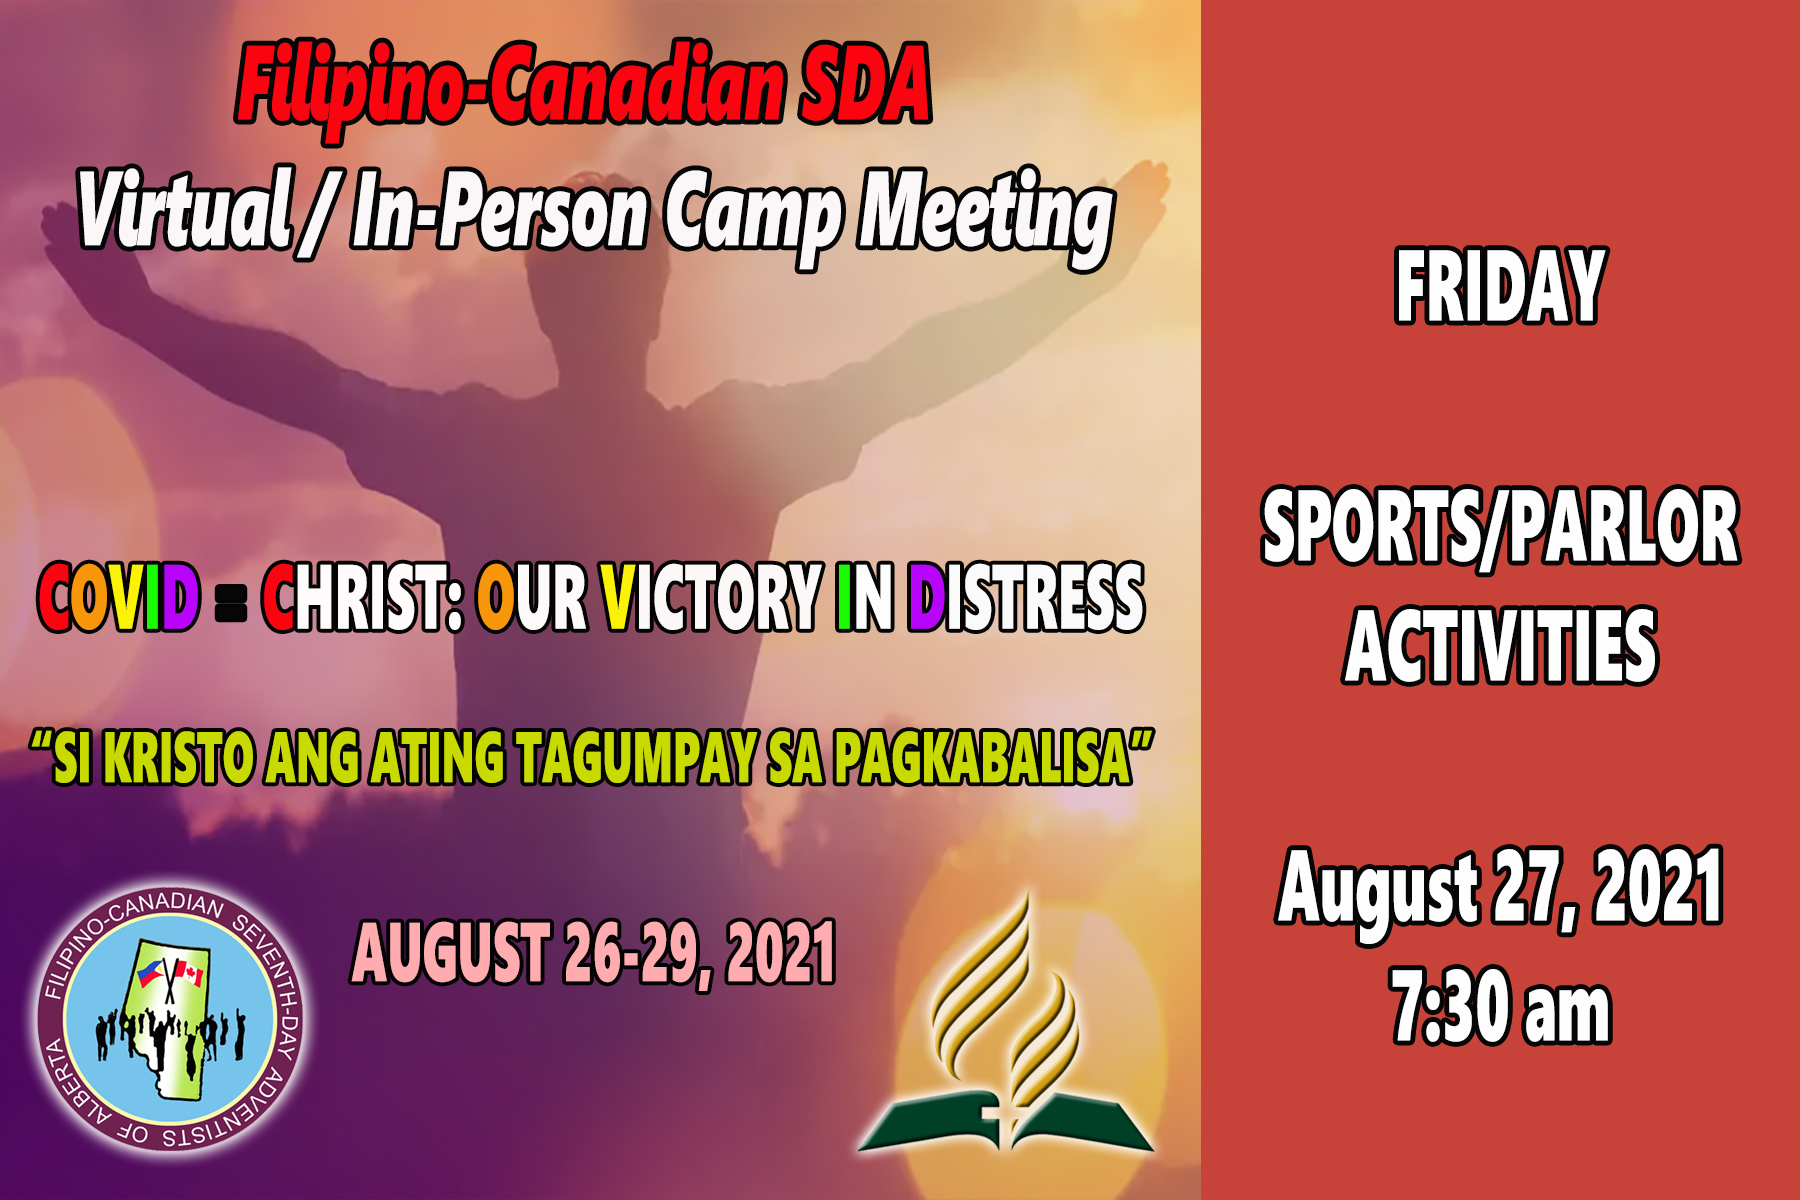 Filipino-Canadian SDA
Virtual / In-Person Camp Meeting
COVID = CHRIST: OUR VICTORY IN DISTRESS
“SI KRISTO ANG ATING TAGUMPAY SA PAGKABALISA”
AUGUST 26-29, 2021
FILIPINO-CANADIAN SEVENTH-DAY ADVENTISTS OF ALBERTA
FRIDAY
SPORTS/PARLOR
ACTIVITIES
August 27, 2021
7:30 am